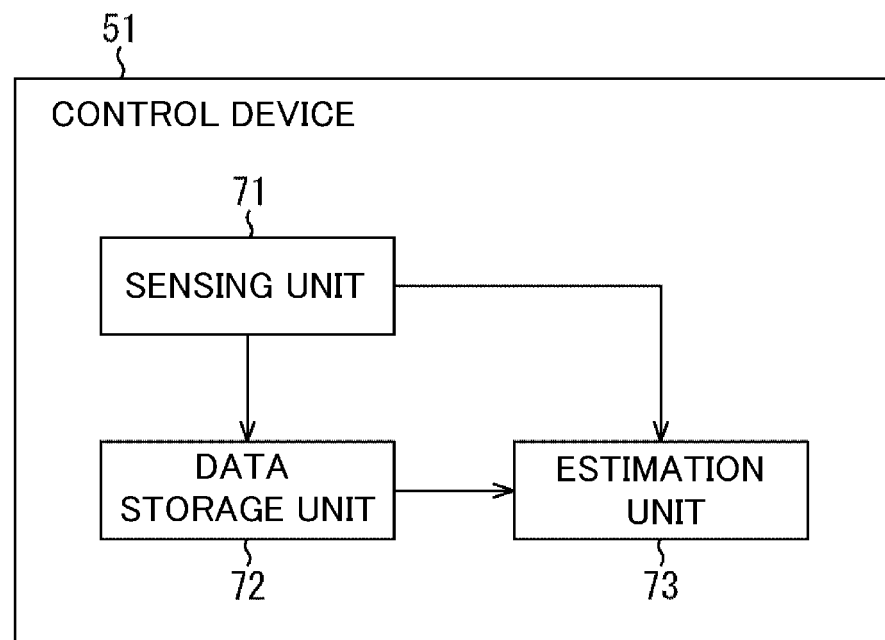 51
CONTROL DEVICE
71
SENSING UNIT
DATA
STORAGE UNIT
72
ESTIMATION
UNIT
73